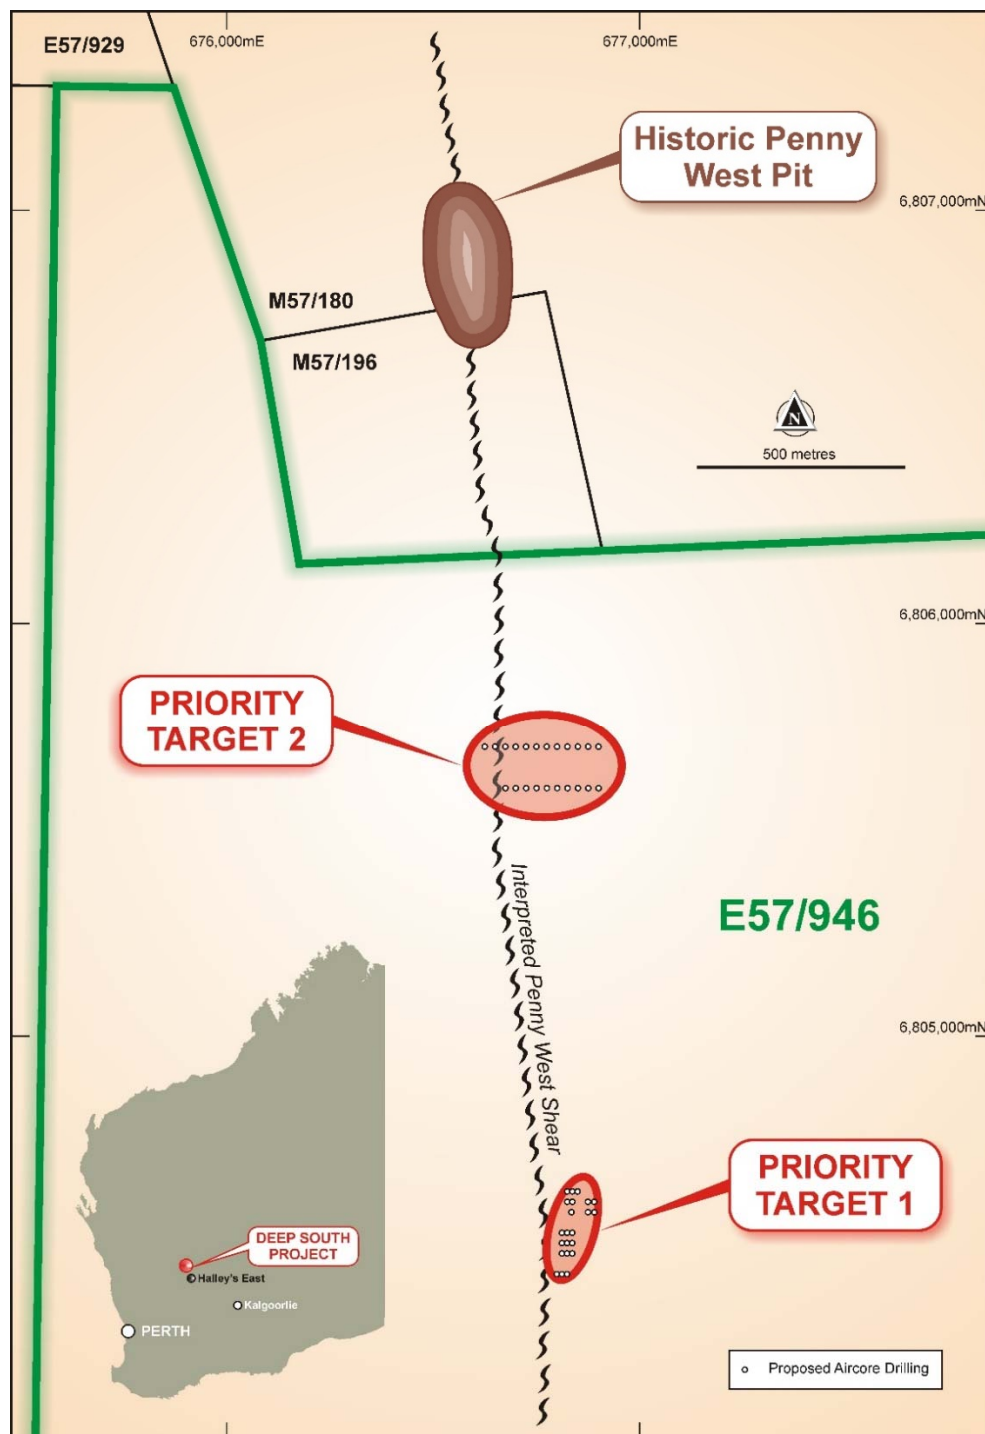 E57/929
676,000mE
677,000mE
Historic Penny
West Pit
6,807,000mN
M57/180
M57/196
N
500 metres
6,806,000mN
PRIORITY
TARGET 2
Interpreted Penny West Shear
E57/946
6,805,000mN
PRIORITY
TARGET 1
DEEP SOUTH
PROJECT
Halley's East
Kalgoorlie
PERTH
Proposed Aircore Drilling